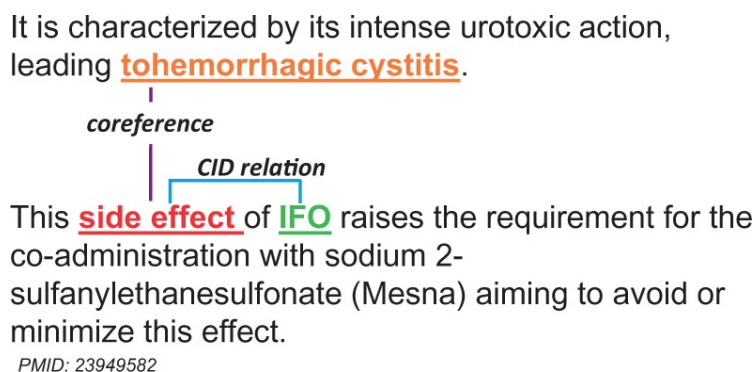 It is characterized by its intense urotoxic action,
leading tohemorrhagic cystitis.
coreference
CID relation
This side effect of IFO raises the requirement for the
co-administration with sodium 2-
sulfanylethanesulfonate (Mesna) aiming to avoid or
minimize this effect.
PMID: 23949582